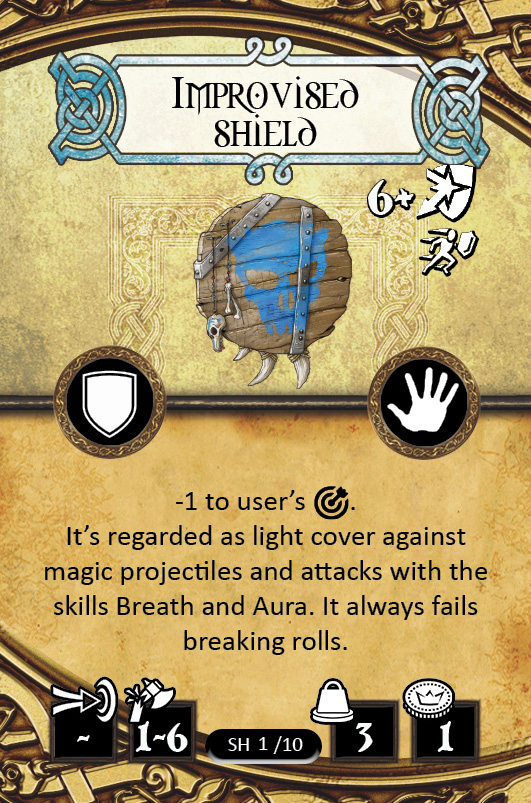 IMPROVISED
SHIELD
6+
-1 to user's .
It's regarded as light cover against
magic projectiles and attacks with the
skills Breath and Aura. It always fails
breaking rolls.
- 1-6 SH 1/10 3 1